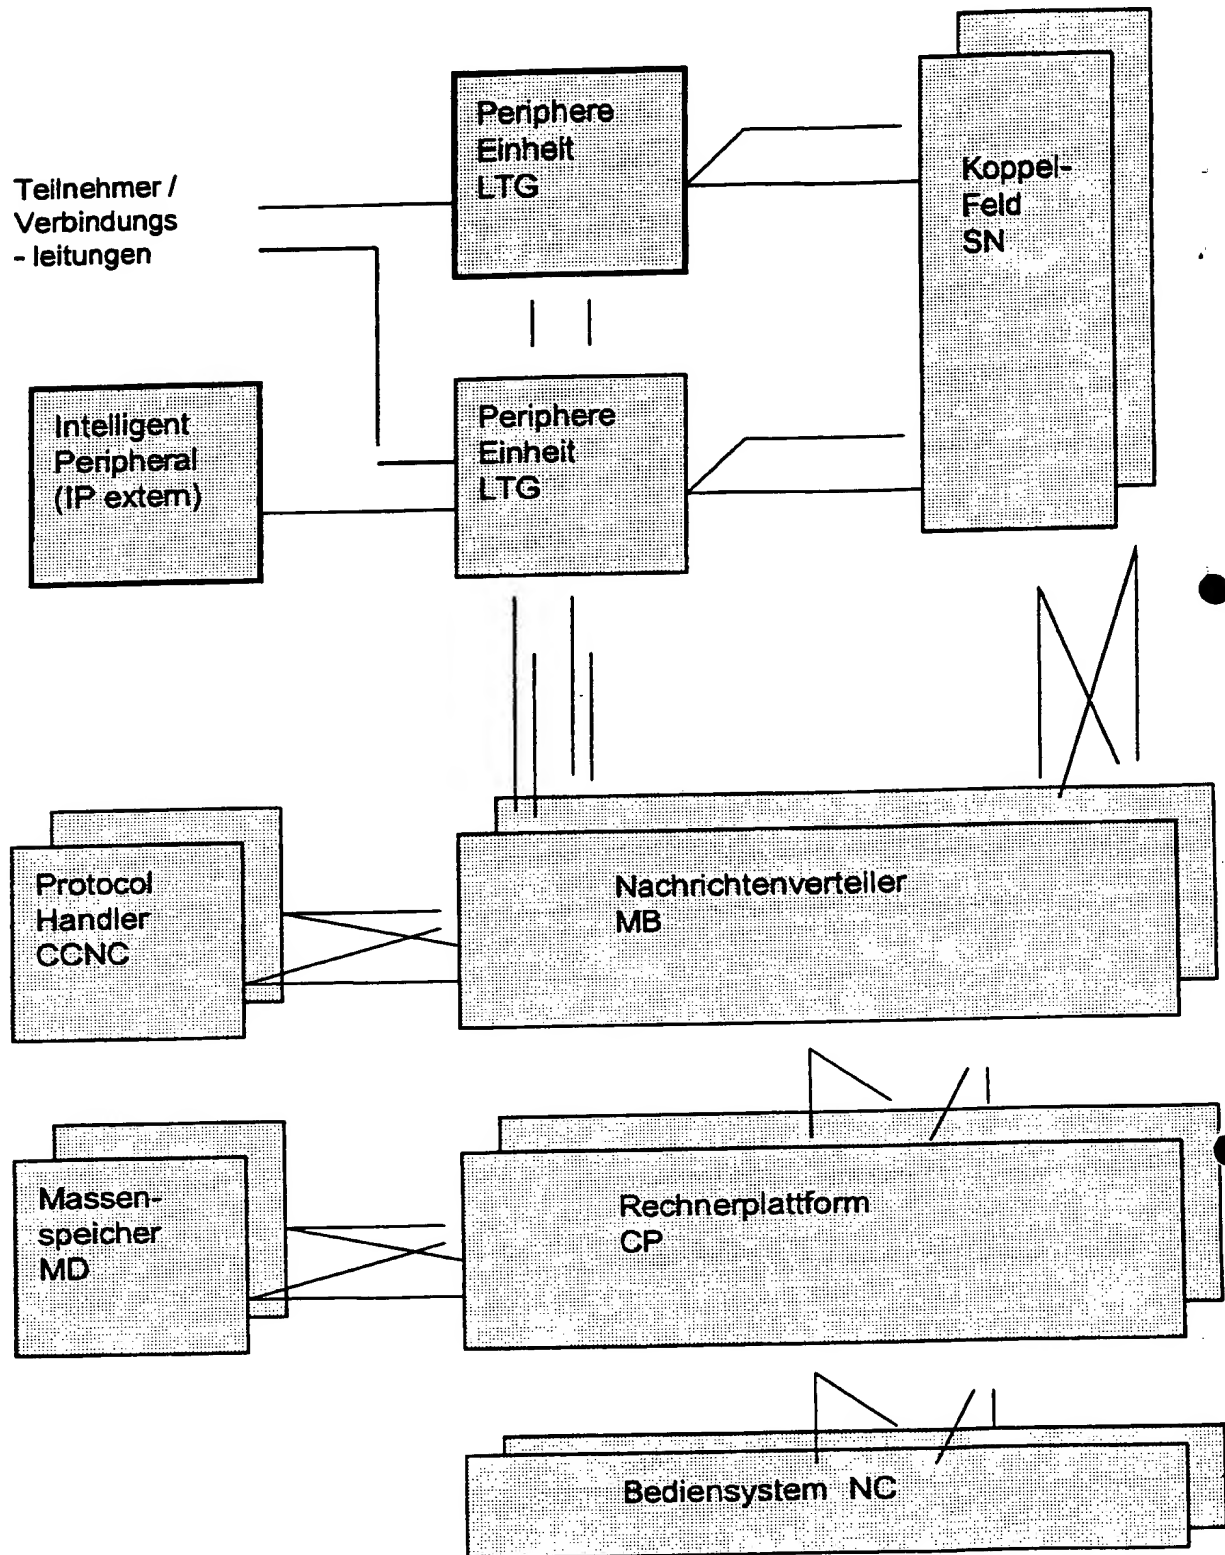 Periphere
Einheit
LTG
Koppel-
Feld
SN
Teilnehmer /
Verbindungs
- leitungen
Intelligent
Peripheral
(IP extern)
Periphere
Einheit
LTG
Protocol
Handler
CCNC
Nachrichtenverteiler
MB
Massen-
speicher
MD
Rechnerplattform
CP
Bediensystem NC